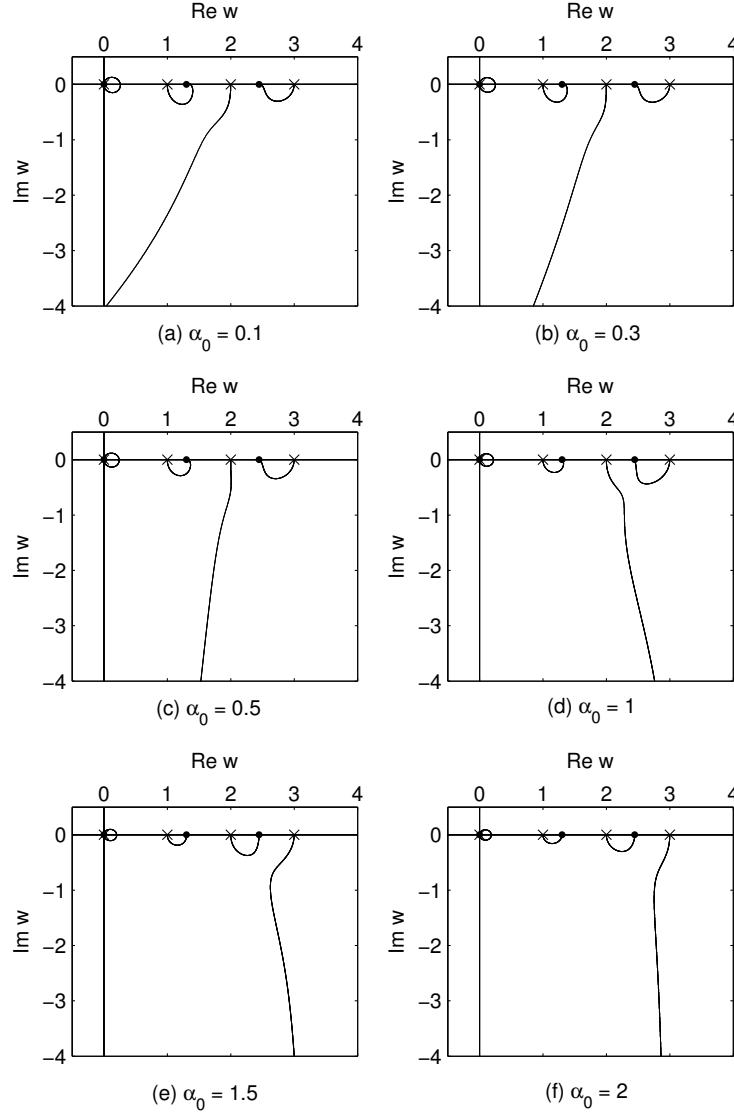 Re w
0 1 2 3 4
0
−1
−2
−3
−4
Im w
(a) α0 = 0.1
Re w
0 1 2 3 4
0
−1
−2
−3
−4
Im w
(b) α0 = 0.3
Re w
0 1 2 3 4
0
−1
−2
−3
−4
Im w
(c) α0 = 0.5
Re w
0 1 2 3 4
0
−1
−2
−3
−4
Im w
(d) α0 = 1
Re w
0 1 2 3 4
0
−1
−2
−3
−4
Im w
(e) α0 = 1.5
Re w
0 1 2 3 4
0
−1
−2
−3
−4
Im w
(f) α0 = 2